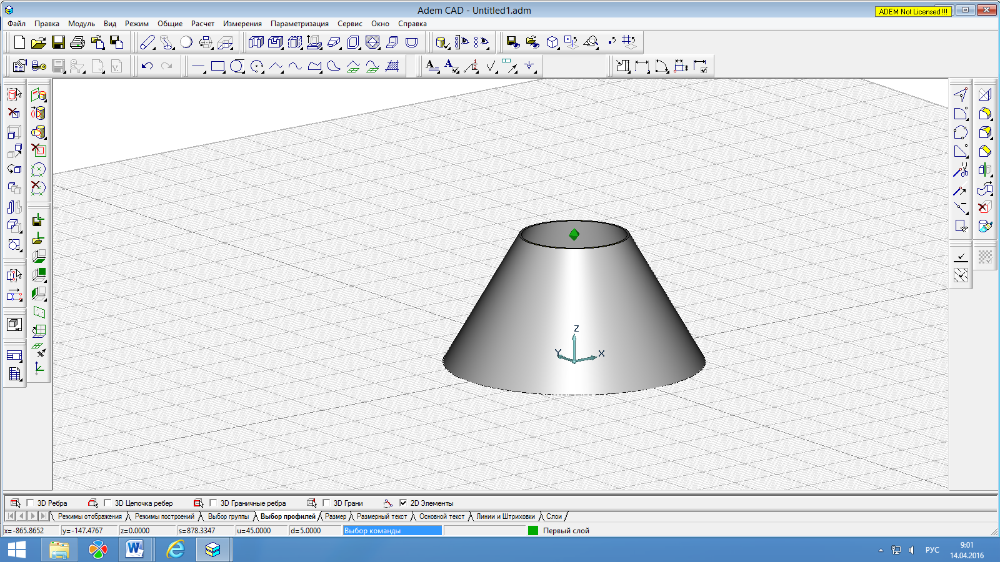 Adem CAD - Untitled1.adm
ADEM Not Licensed !!!
Файл Правка Модуль Вид Режим Общие Расчет Измерения Параметризация Сервис Окно Справка
Z
Y X
3D Ребра 3D Цепочка ребер 3D Граничные ребра 3D Грани 2D Элементы
Режимы отображения Режимы построений Выбор группы Выбор профилей Размер Размерный текст Основной текст Линии и Штриховки Слои
x=-865.8652 y=-147.4767 z=0.0000 s=878.3347 u=45.0000 d=5.0000 Выбор команды Первый слой
РУС
9:01
14.04.2016